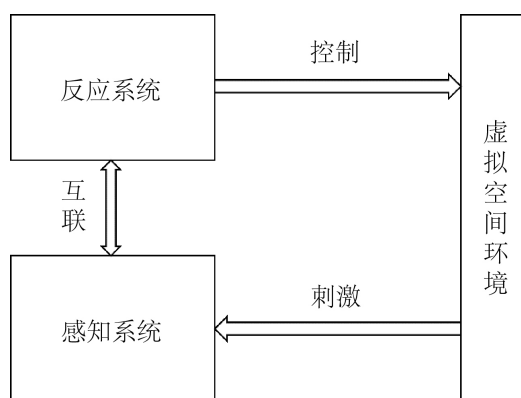 控制
反应系统
虚拟空间环境
互联
刺激
感知系统